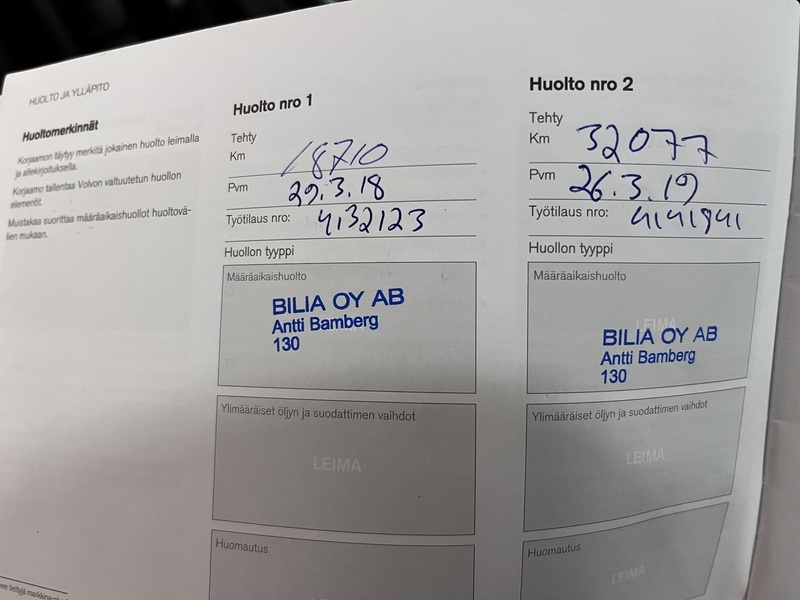 HUOLTO JA YLLÄPITO
Huoltomerkinnät
Korjaamon täytyy merkitä jokainen huolto leimalla
ja allekirjoituksella.
Korjaamo tallentaa Volvon valtuutetun huollon
elementit.
Muistakaa suorittaa määräaikaishuollot huoltovä-
lien mukaan.
Huolto nro 1
Tehty
Km 18710
Pvm 29.3.18
Työtilaus nro: 4132123
Huollon tyyppi
Määräaikaishuolto
BILIA OY AB
Antti Bamberg
130
Ylimääräiset öljyn ja suodattimen vaihdot
LEIMA
Huomautus
Huolto nro 2
Tehty
Km 32077
Pvm 26.3.19
Työtilaus nro: 4141941
Huollon tyyppi
Määräaikaishuolto
LEIMA
BILIA OY AB
Antti Bamberg
130
Ylimääräiset öljyn ja suodattimen vaihdot
LEIMA
Huomautus
LEIMA